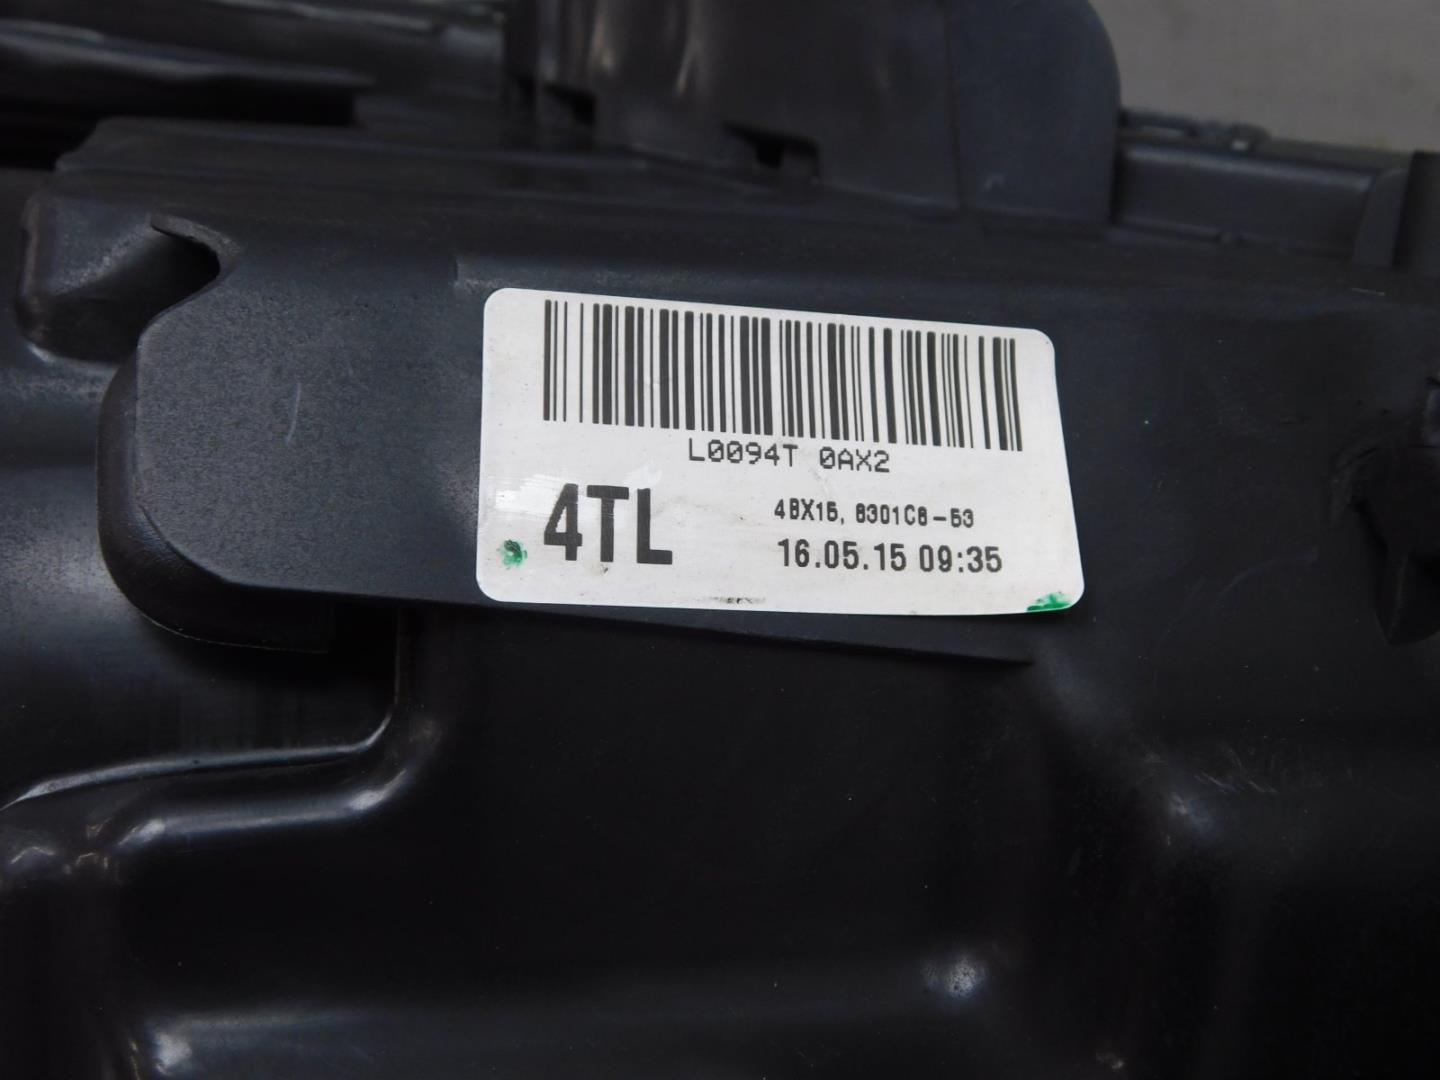 L0094T 0AX2
4TL
4BX15, 8301C8-53
16.05.15 09:35